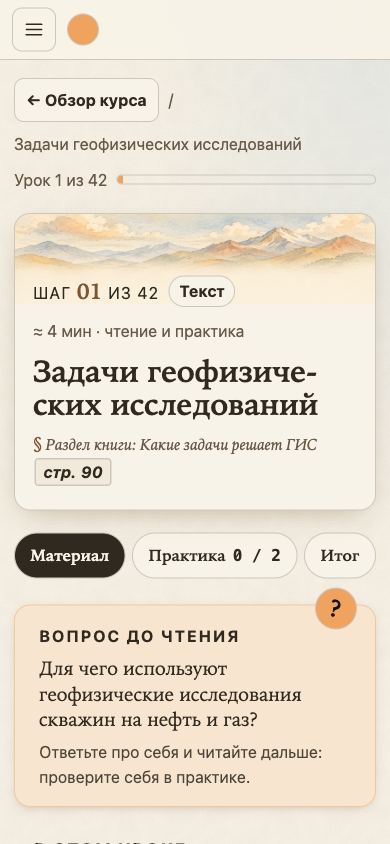 ← Обзор курса /
Задачи геофизических исследований
Урок 1 из 42
ШАГ 01 ИЗ 42 Текст
≈ 4 мин · чтение и практика
Задачи геофизиче-
ских исследований
§ Раздел книги: Какие задачи решает ГИС
стр. 90
Материал Практика 0 / 2 Итог
?
ВОПРОС ДО ЧТЕНИЯ
Для чего используют
геофизические исследования
скважин на нефть и газ?
Ответьте про себя и читайте дальше:
проверьте себя в практике.